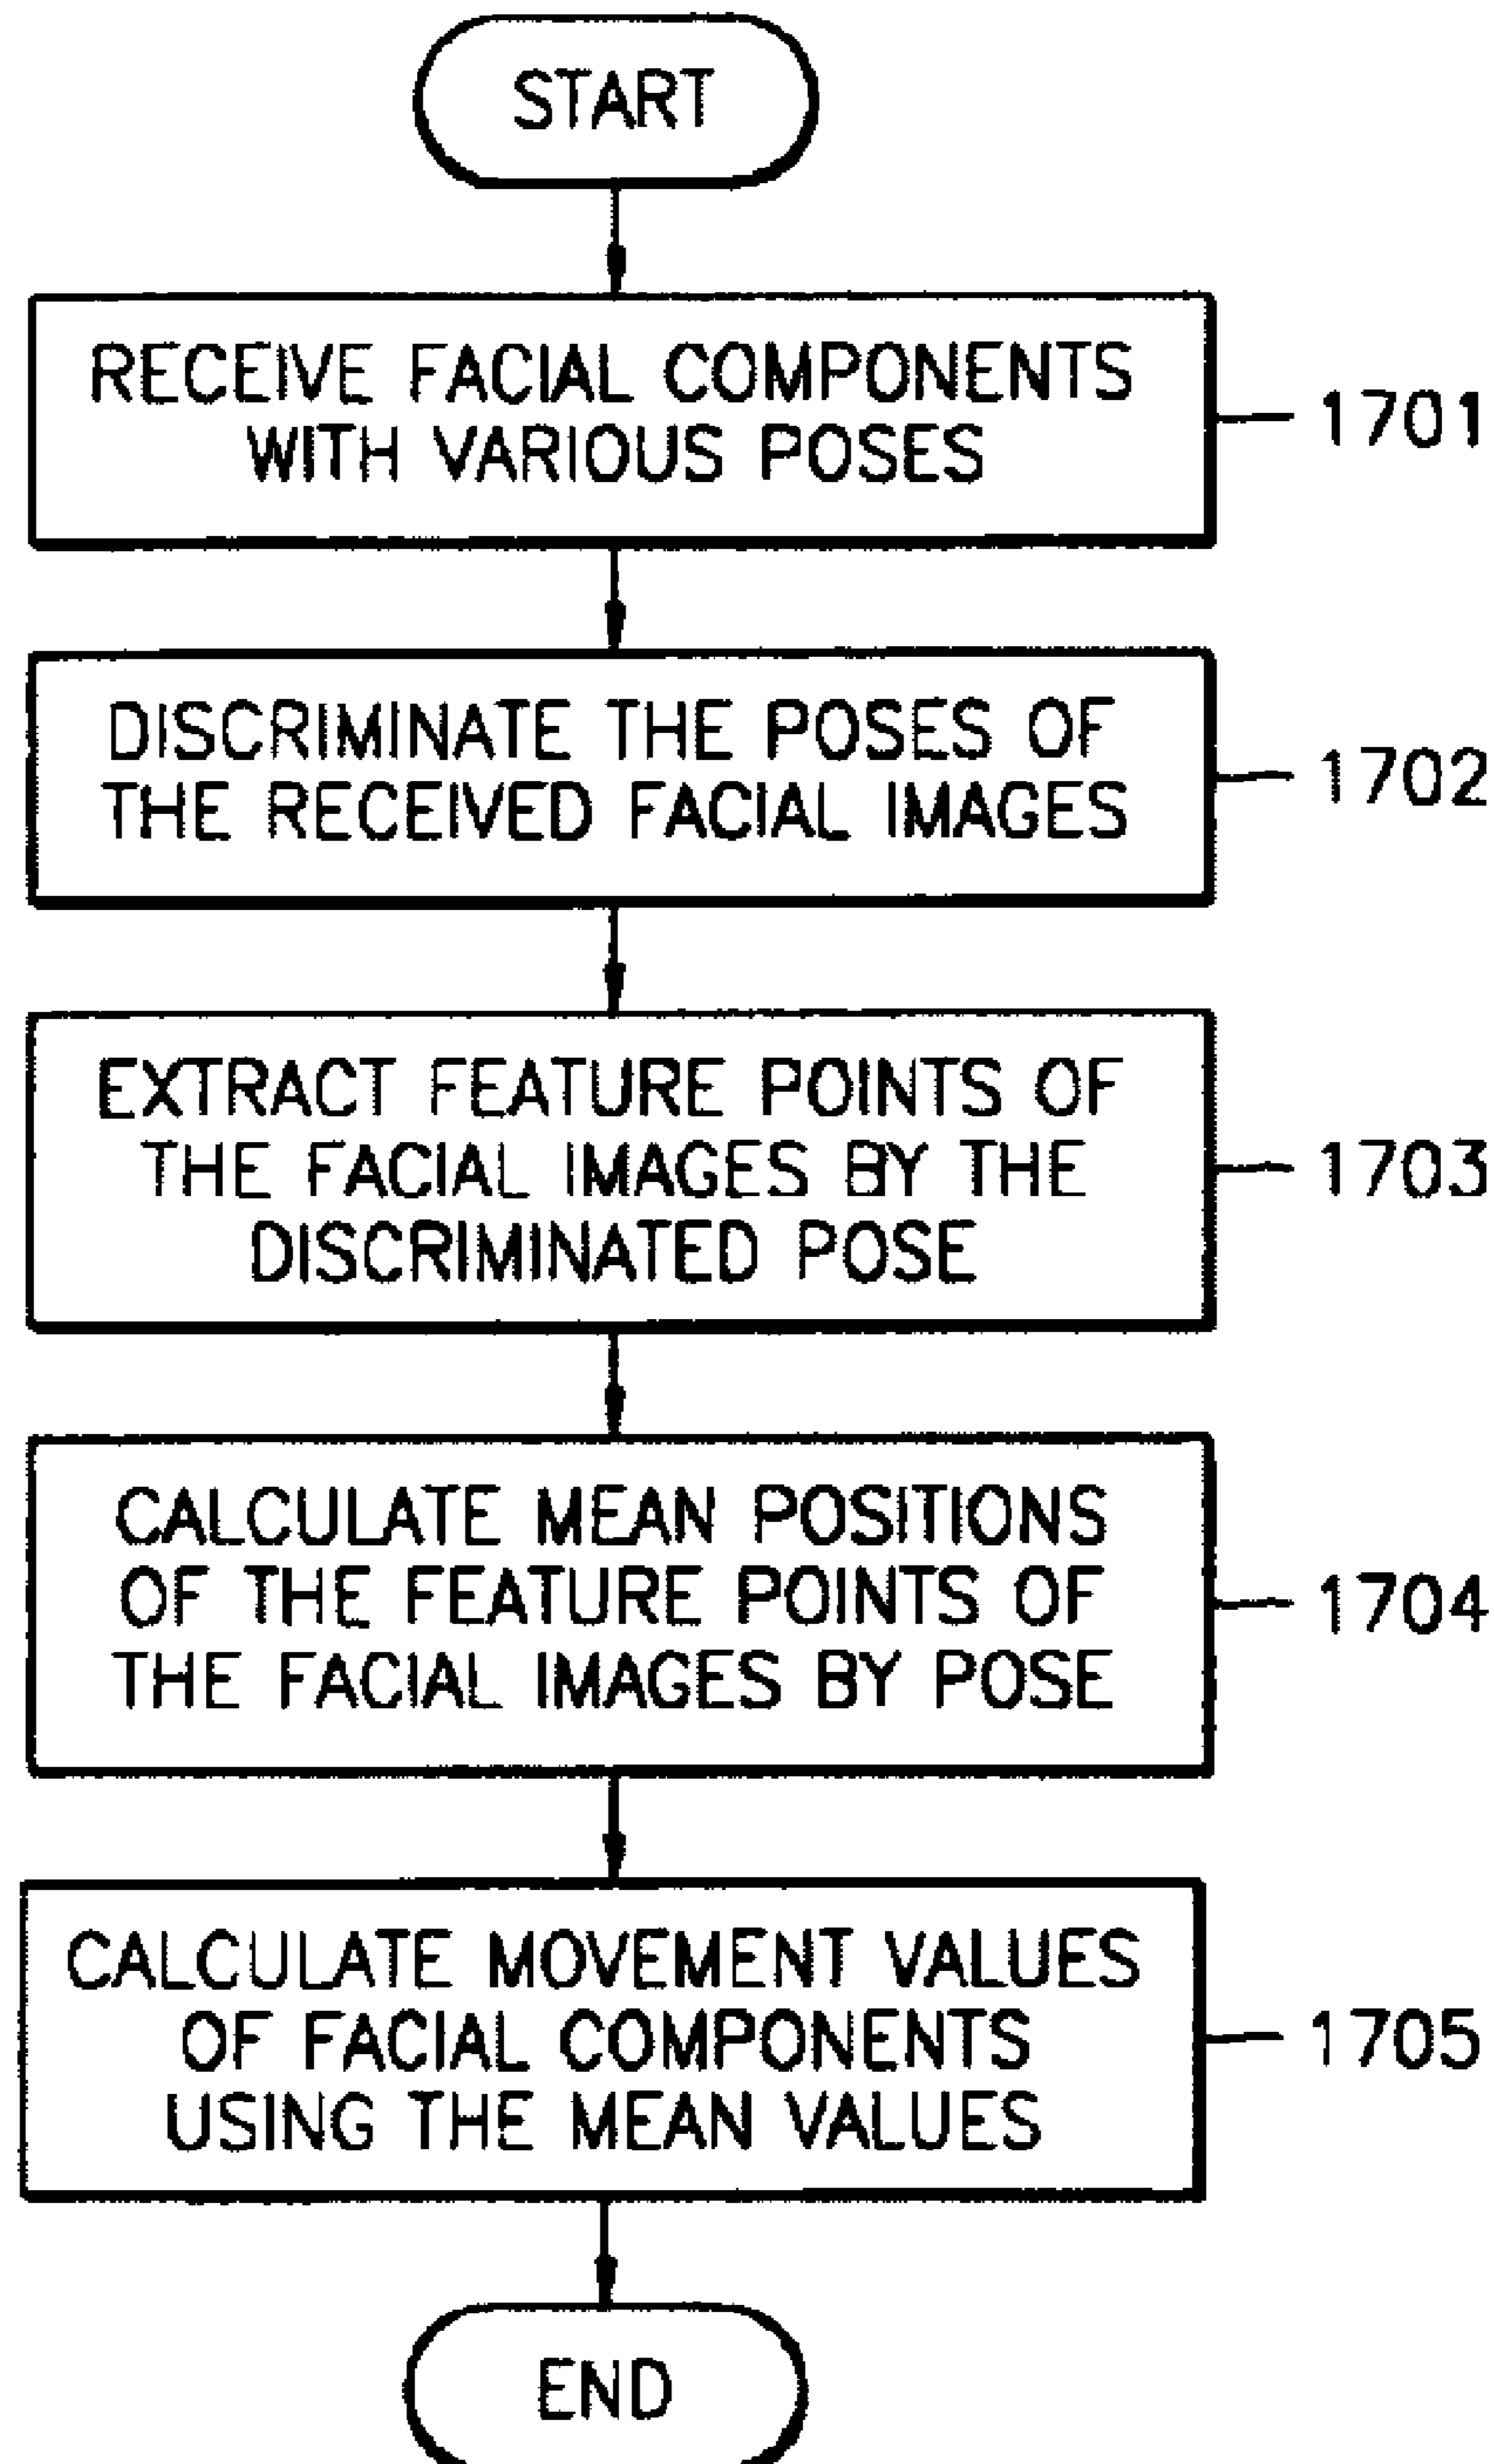 START
RECEIVE FACIAL COMPONENTS
WITH VARIOUS POSES
1701
DISCRIMINATE THE POSES OF
THE RECEIVED FACIAL IMAGES
1702
EXTRACT FEATURE POINTS OF
THE FACIAL IMAGES BY THE
DISCRIMINATED POSE
1703
CALCULATE MEAN POSITIONS
OF THE FEATURE POINTS OF
THE FACIAL IMAGES BY POSE
1704
CALCULATE MOVEMENT VALUES
OF FACIAL COMPONENTS
USING THE MEAN VALUES
1705
END